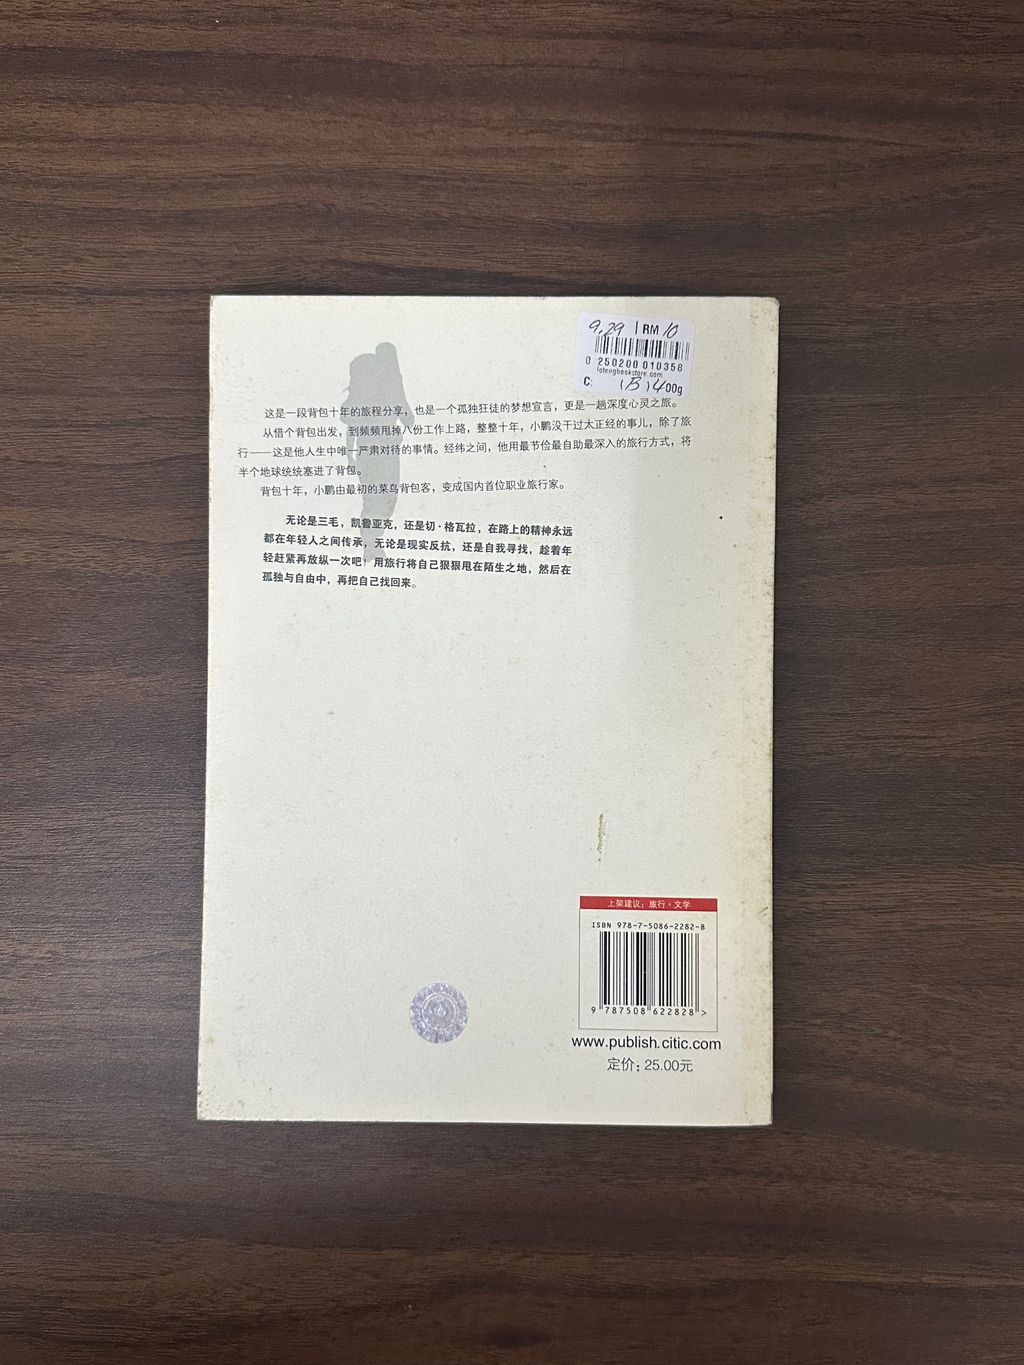 9.29 | RM 10
0 250200 010358
lotengbookstore.com
C: (B) 400g
这是一段背包十年的旅程分享，也是一个孤独狂徒的梦想宣言，更是一趟深度心灵之旅。
从借个背包出发，到频频甩掉八份工作上路，整整十年，小鹏没干过太正经的事儿，除了旅
行——这是他人生中唯一严肃对待的事情。经纬之间，他用最节俭最自助最深入的旅行方式，将
半个地球统统塞进了背包。
背包十年，小鹏由最初的菜鸟背包客，变成国内首位职业旅行家。
无论是三毛，凯鲁亚克，还是切·格瓦拉，在路上的精神永远
都在年轻人之间传承，无论是现实反抗，还是自我寻找，趁着年
轻赶紧再放纵一次吧！用旅行将自己狠狠甩在陌生之地，然后在
孤独与自由中，再把自己找回来。
上架建议：旅行·文学
ISBN 978-7-5086-2282-8
9 787508 622828 >
www.publish.citic.com
定价：25.00元